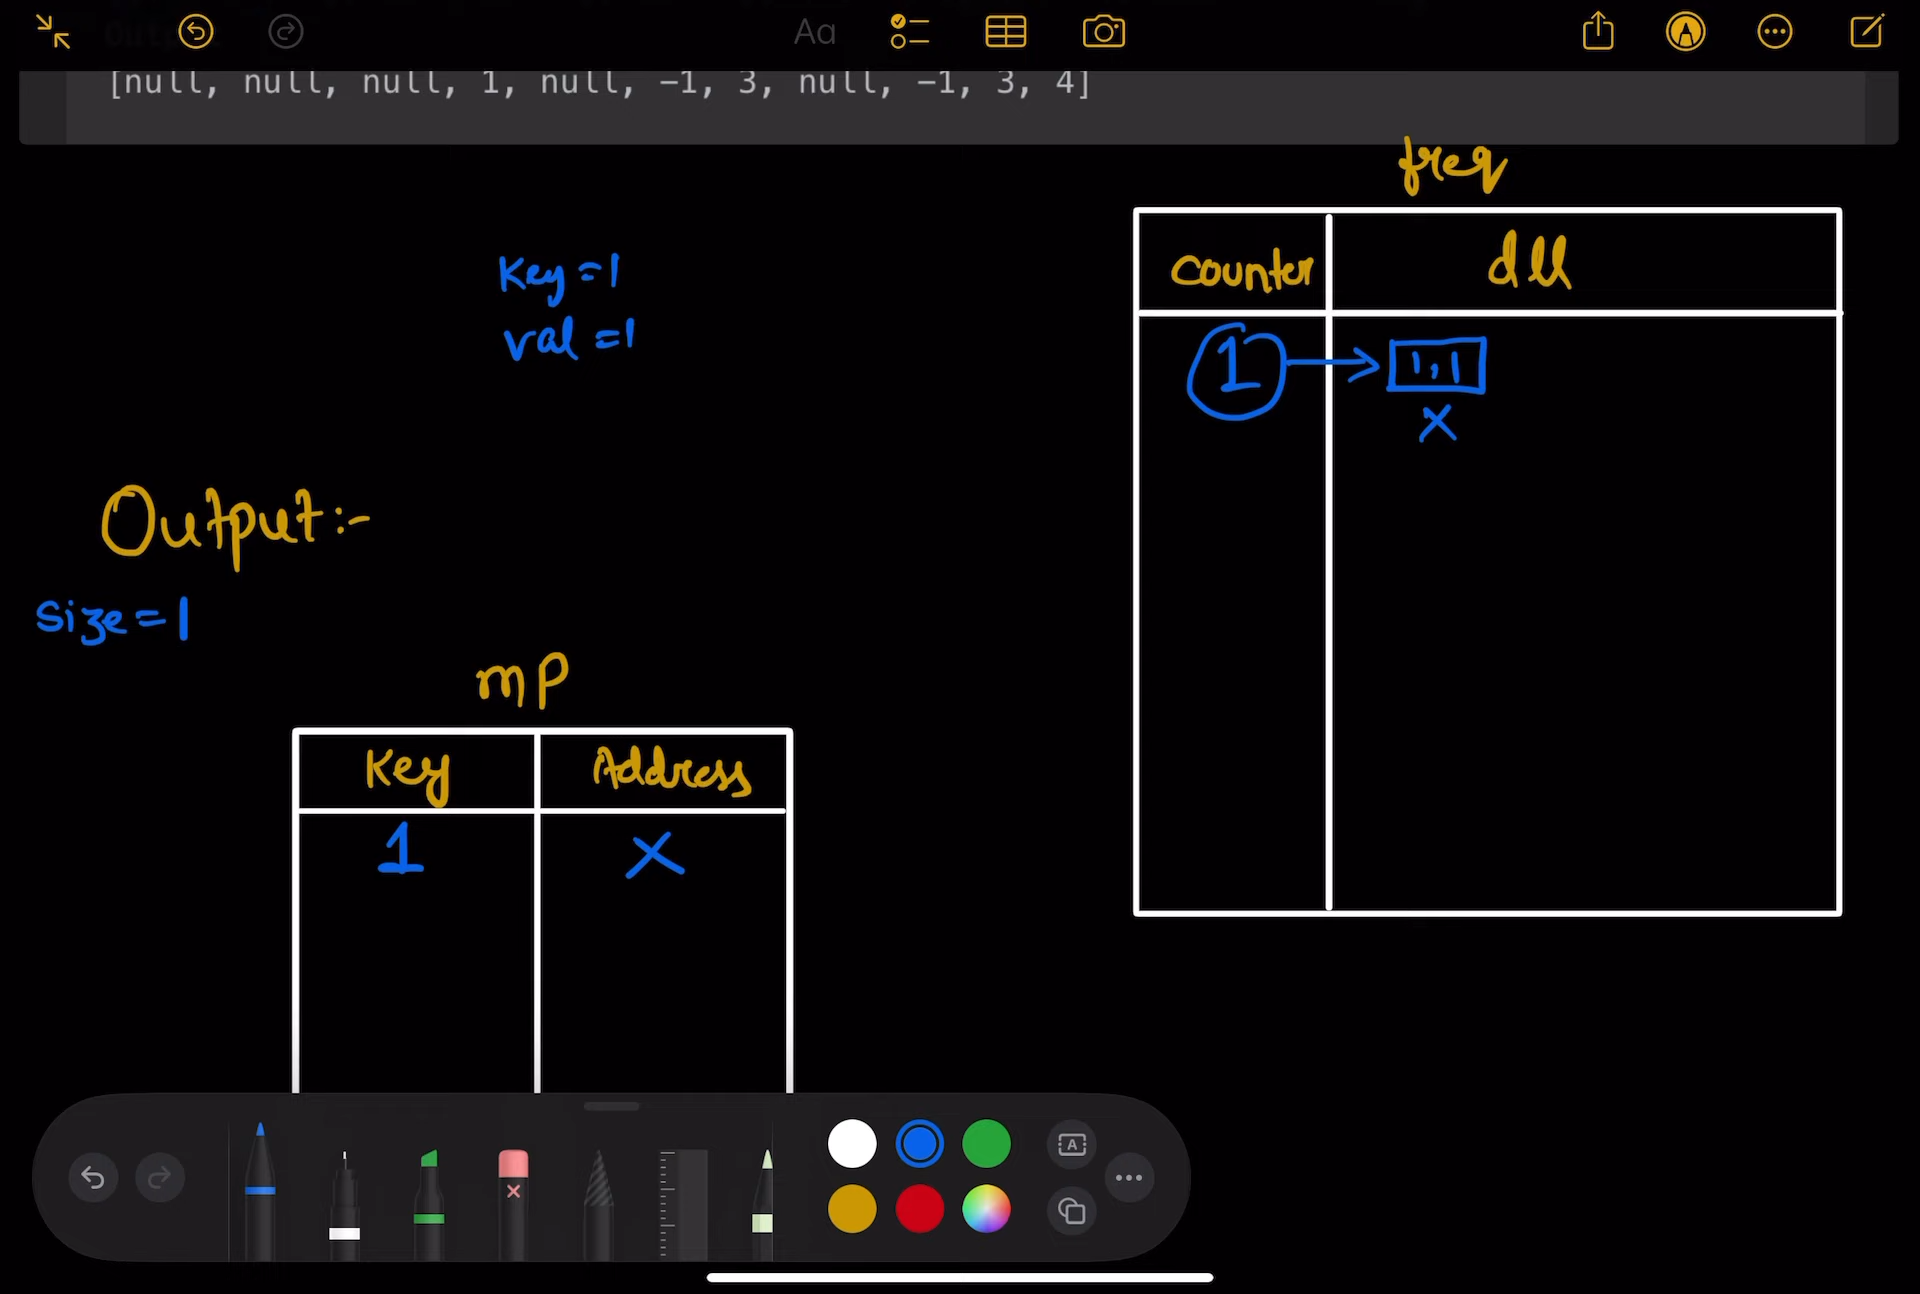 Aa
[null, null, null, 1, null, -1, 3, null, -1, 3, 4]
freq
counter dll
Key = 1
val = 1
1 → 1,1
x
Output:-
Size = 1
mp
Key Address
1 x
A